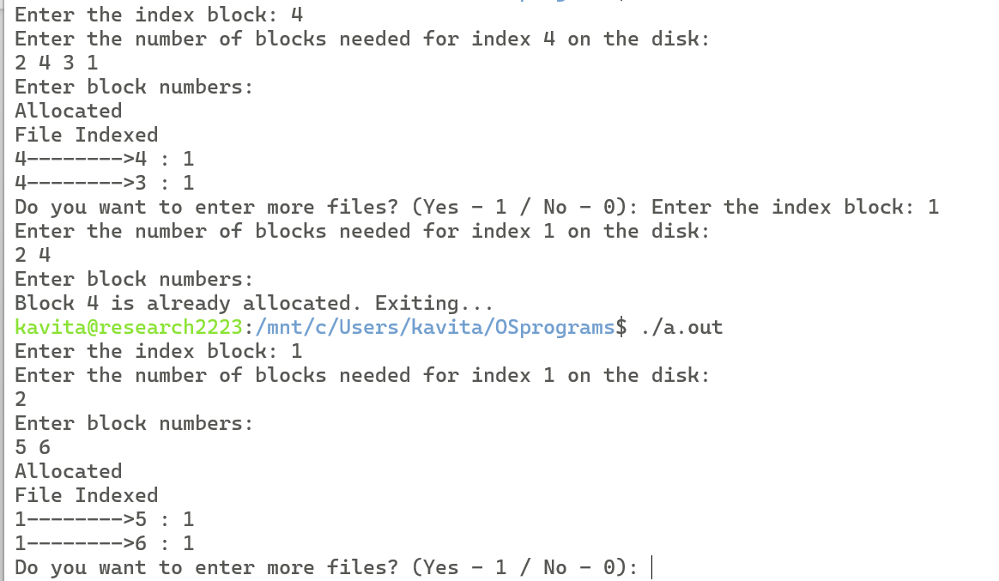 Enter the index block: 4
Enter the number of blocks needed for index 4 on the disk:
2 4 3 1
Enter block numbers:
Allocated
File Indexed
4-------->4 : 1
4-------->3 : 1
Do you want to enter more files? (Yes - 1 / No - 0): Enter the index block: 1
Enter the number of blocks needed for index 1 on the disk:
2 4
Enter block numbers:
Block 4 is already allocated. Exiting...
kavita@research2223:/mnt/c/Users/kavita/OSprograms$ ./a.out
Enter the index block: 1
Enter the number of blocks needed for index 1 on the disk:
2
Enter block numbers:
5 6
Allocated
File Indexed
1-------->5 : 1
1-------->6 : 1
Do you want to enter more files? (Yes - 1 / No - 0):